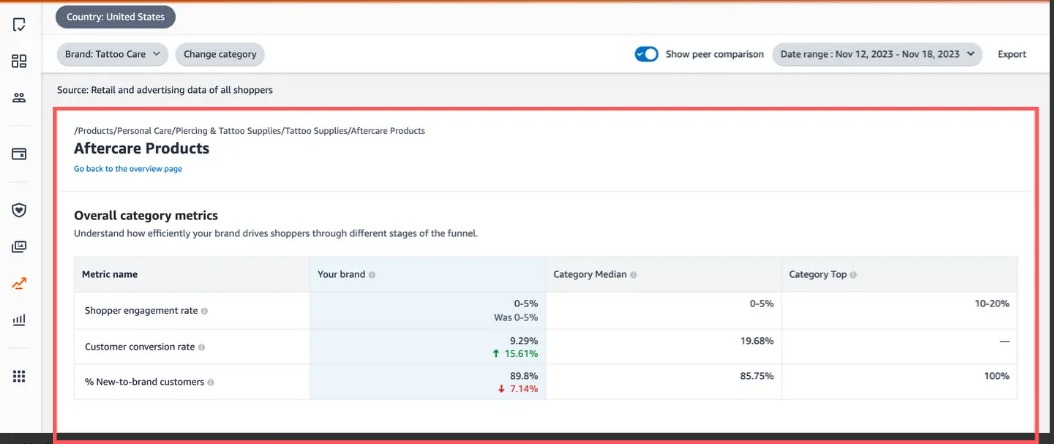 Country: United States
Brand: Tattoo Care Change category Show peer comparison Date range : Nov 12, 2023 - Nov 18, 2023 Export
Source: Retail and advertising data of all shoppers
/Products/Personal Care/Piercing & Tattoo Supplies/Tattoo Supplies/Aftercare Products
Aftercare Products
Go back to the overview page
Overall category metrics
Understand how efficiently your brand drives shoppers through different stages of the funnel.
Metric name Your brand Category Median Category Top
Shopper engagement rate 0-5% 0-5% 10-20%
Was 0-5%
Customer conversion rate 9.29% 19.68% —
↑ 15.61%
% New-to-brand customers 89.8% 85.75% 100%
↓ 7.14%